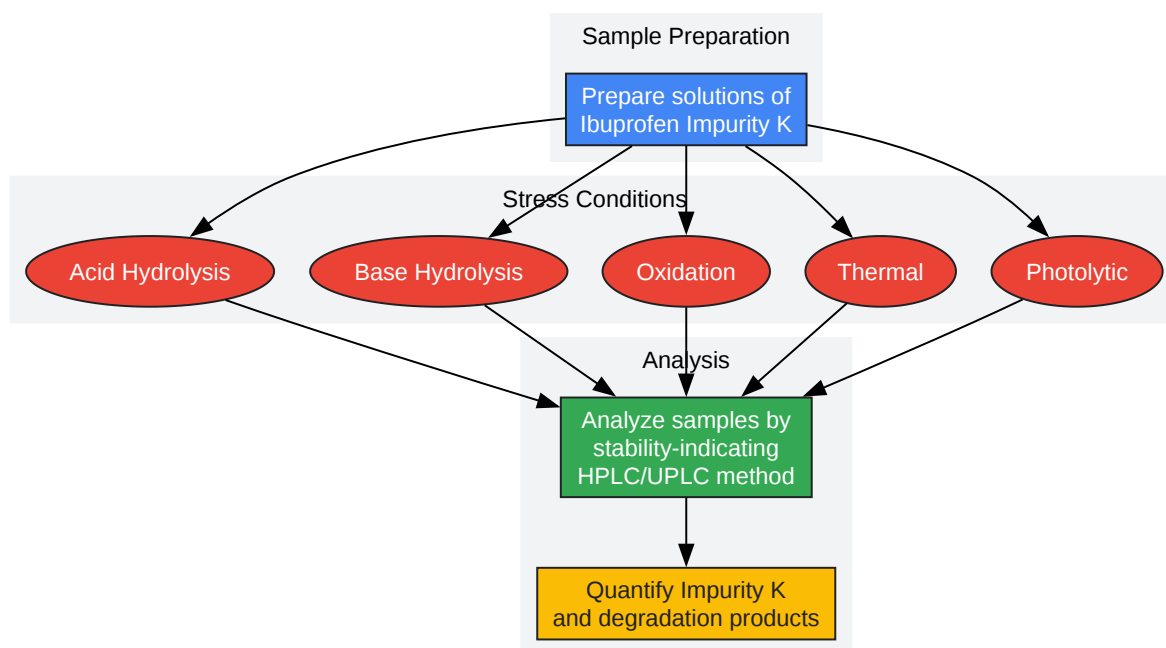 Sample Preparation
Prepare solutions of
Ibuprofen Impurity K
Stress Conditions
Acid Hydrolysis
Base Hydrolysis
Oxidation
Thermal
Photolytic
Analysis
Analyze samples by
stability-indicating
HPLC/UPLC method
Quantify Impurity K
and degradation products